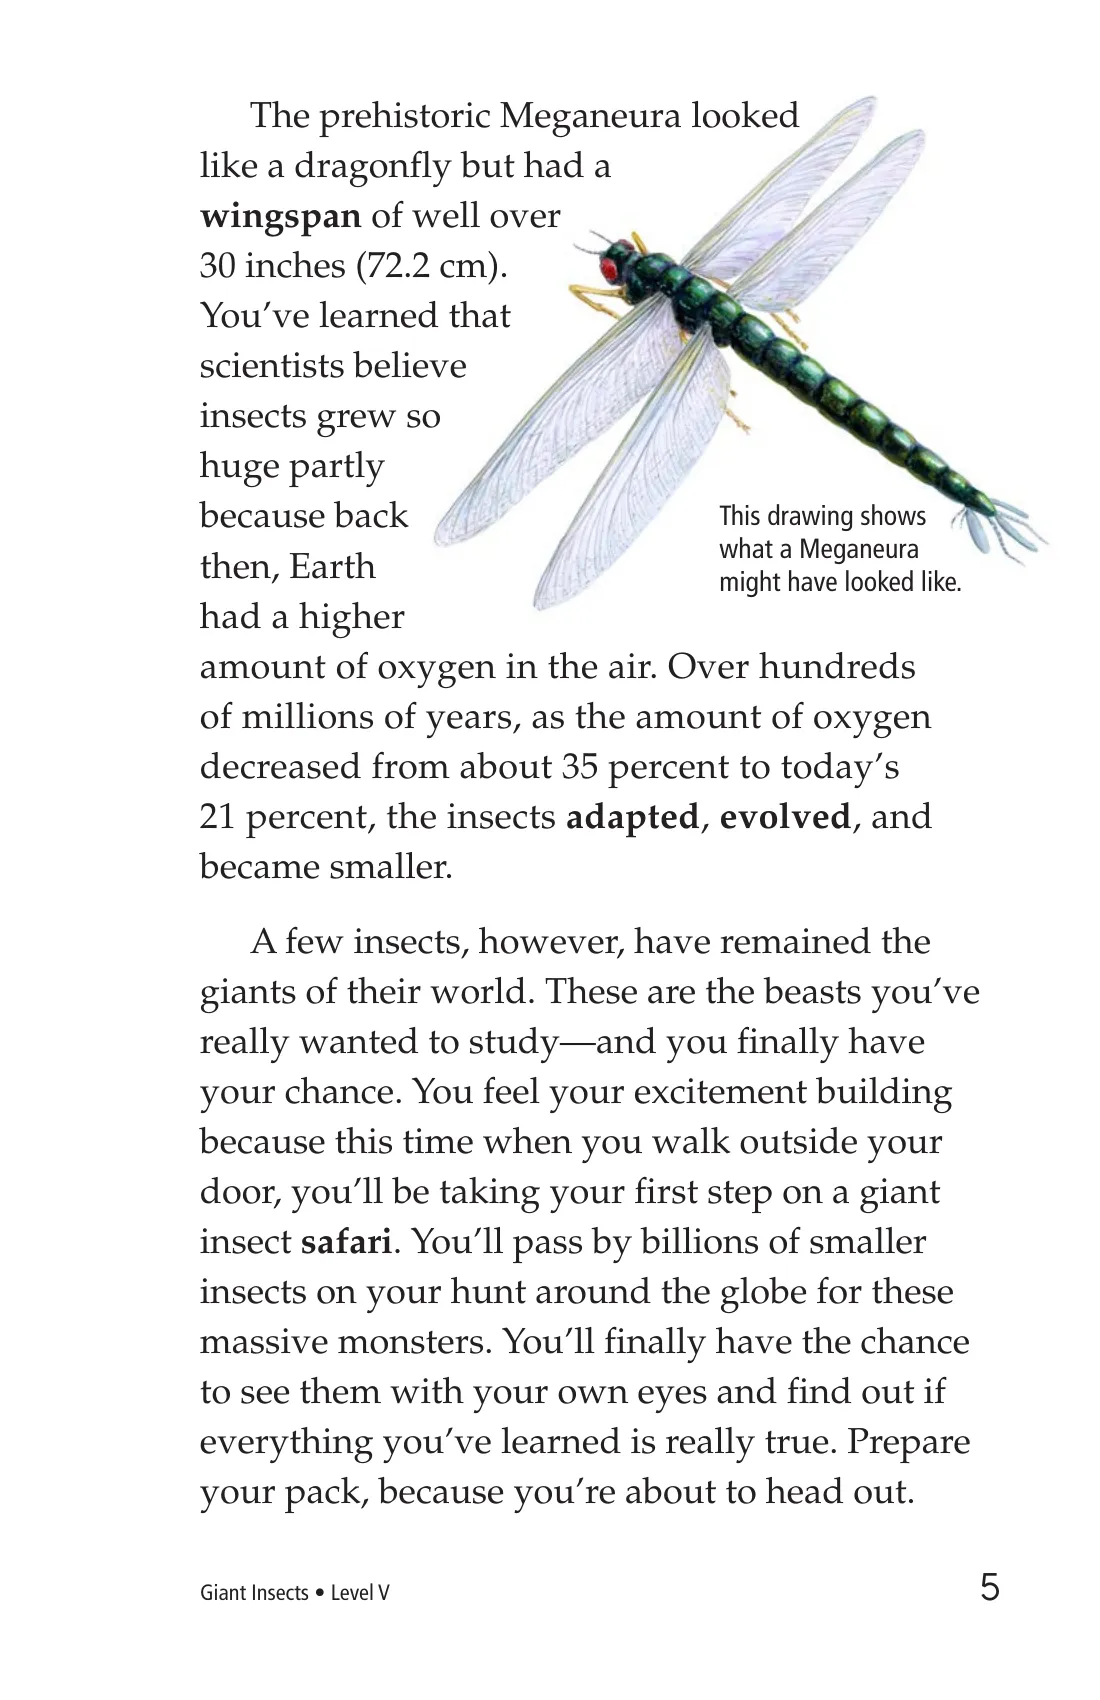 The prehistoric Meganeura looked
like a dragonfly but had a
wingspan of well over
30 inches (72.2 cm).
You’ve learned that
scientists believe
insects grew so
huge partly
because back
then, Earth
had a higher
amount of oxygen in the air. Over hundreds
of millions of years, as the amount of oxygen
decreased from about 35 percent to today’s
21 percent, the insects adapted, evolved, and
became smaller.
This drawing shows
what a Meganeura
might have looked like.
A few insects, however, have remained the
giants of their world. These are the beasts you’ve
really wanted to study—and you finally have
your chance. You feel your excitement building
because this time when you walk outside your
door, you’ll be taking your first step on a giant
insect safari. You’ll pass by billions of smaller
insects on your hunt around the globe for these
massive monsters. You’ll finally have the chance
to see them with your own eyes and find out if
everything you’ve learned is really true. Prepare
your pack, because you’re about to head out.
Giant Insects • Level V
5